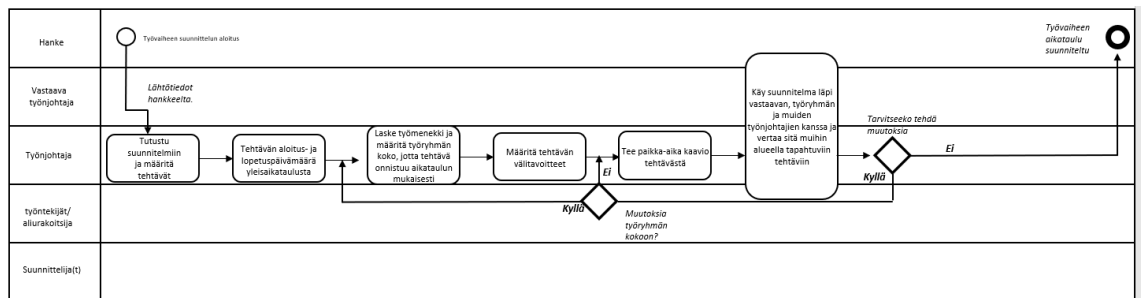 Hanke
Työvaiheen suunnittelun aloitus
Työvaiheen
aikataulu
suunniteltu
Vastaava
työnjohtaja
Lähtötiedot
hankkeelta.
Työnjohtaja
Tutustu
suunnitelmiin
ja määritä
tehtävät
Tehtävän aloitus- ja
lopetuspäivämäärä
yleisaikataulusta
Laske työmenekki ja
määritä työryhmän
koko, jotta tehtävä
onnistuu aikataulun
mukaisesti
Määritä tehtävän
välitavoitteet
Ei
Tee paikka-aika kaavio
tehtävästä
Käy suunnitelma läpi
vastaavan, työryhmän
ja muiden
työnjohtajien kanssa ja
vertaa sitä muihin
alueella tapahtuviin
tehtäviin
Tarvitseeko tehdä
muutoksia
Ei
Kyllä
työntekijät/
aliurakoitsija
Kyllä
Muutoksia
työryhmän
kokoon?
Suunnittelija(t)